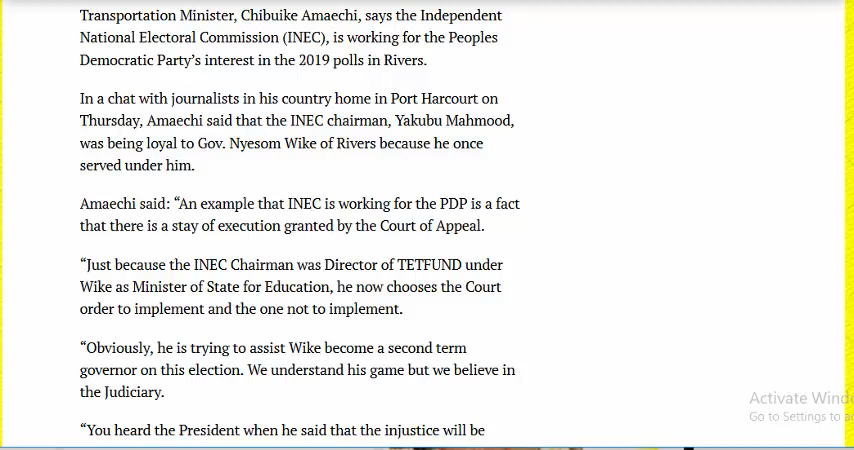 Transportation Minister, Chibuike Amaechi, says the Independent
National Electoral Commission (INEC), is working for the Peoples
Democratic Party's interest in the 2019 polls in Rivers.
In a chat with journalists in his country home in Port Harcourt on
Thursday, Amaechi said that the INEC chairman, Yakubu Mahmood,
was being loyal to Gov. Nyesom Wike of Rivers because he once
served under him.
Amaechi said: “An example that INEC is working for the PDP is a fact
that there is a stay of execution granted by the Court of Appeal.
“Just because the INEC Chairman was Director of TETFUND under
Wike as Minister of State for Education, he now chooses the Court
order to implement and the one not to implement.
“Obviously, he is trying to assist Wike become a second term
governor on this election. We understand his game but we believe in
the Judiciary.
“You heard the President when he said that the injustice will be
Activate Wind
Go to Settings to a